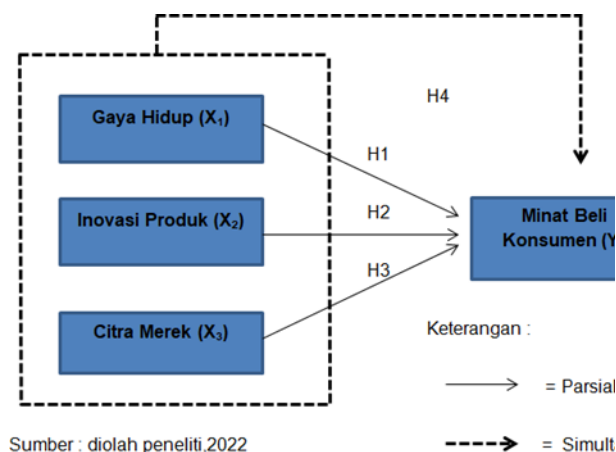 H4
Gaya Hidup (X₁)
H1
Inovasi Produk (X₂)
H2
Minat Beli
Konsumen (Y
H3
Citra Merek (X₃)
Keterangan :
= Parsial
= Simulta
Sumber : diolah peneliti,2022